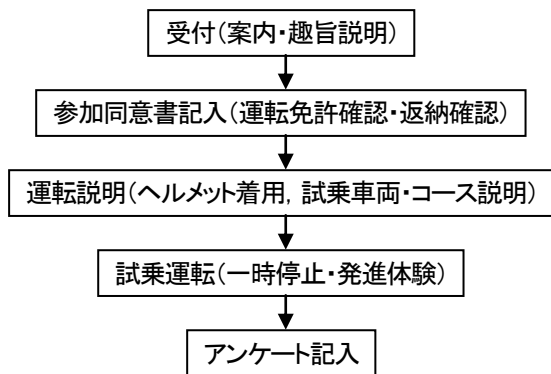 受付（案内・趣旨説明）
参加同意書記入（運転免許確認・返納確認）
運転説明（ヘルメット着用，試乗車両・コース説明）
試乗運転（一時停止・発進体験）
アンケート記入